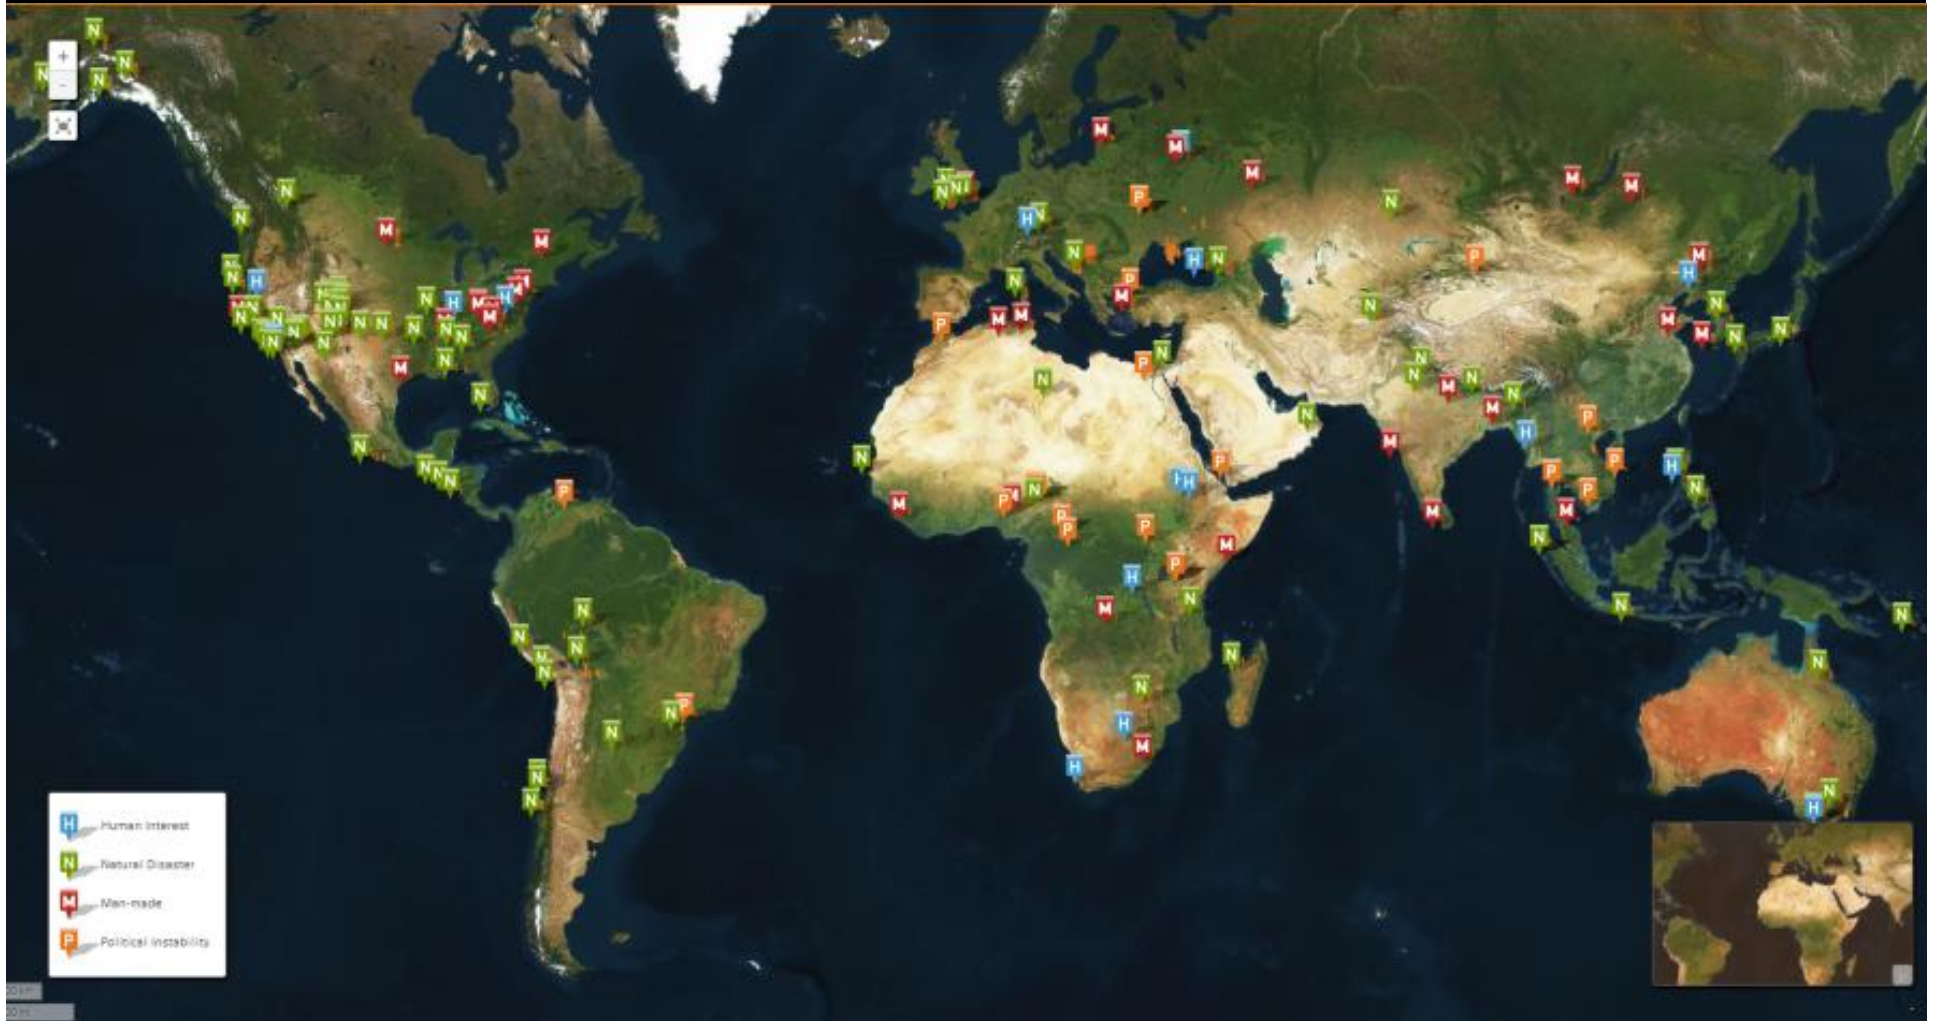 +
-
H Human Interest
N Natural Disaster
M Man-made
P Political Instability